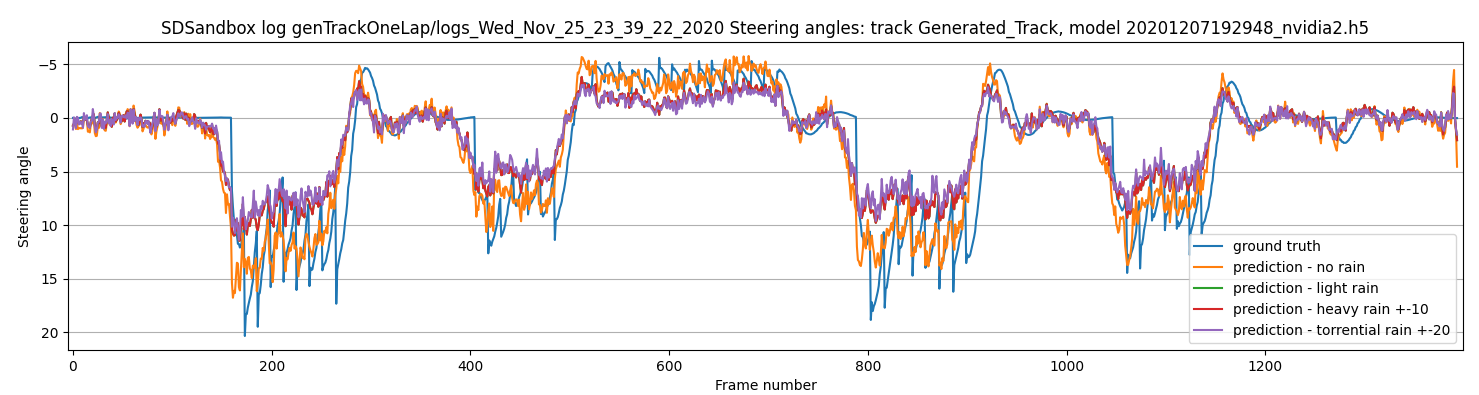 SDSandbox log genTrackOneLap/logs_Wed_Nov_25_23_39_22_2020 Steering angles: track Generated_Track, model 20201207192948_nvidia2.h5
Steering angle
−5
0
5
10
15
20
ground truth
prediction - no rain
prediction - light rain
prediction - heavy rain +-10
prediction - torrential rain +-20
0 200 400 600 800 1000 1200
Frame number